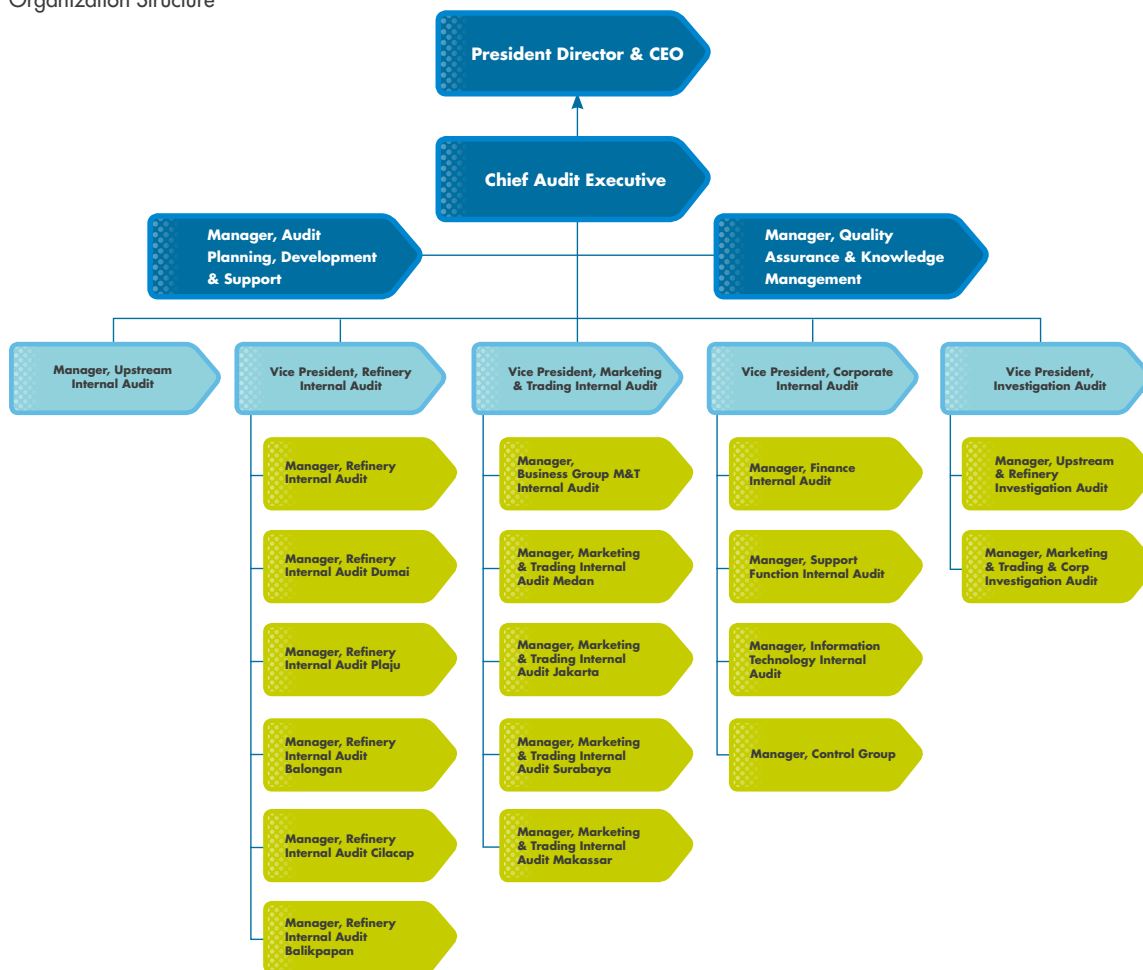 Organization Structure
President Director & CEO
Chief Audit Executive
Manager, Audit
Planning, Development
& Support
Manager, Quality
Assurance & Knowledge
Management
Manager, Upstream
Internal Audit
Vice President, Refinery
Internal Audit
Vice President, Marketing
& Trading Internal Audit
Vice President, Corporate
Internal Audit
Vice President,
Investigation Audit
Manager, Refinery
Internal Audit
Manager, Refinery
Internal Audit Dumai
Manager, Refinery
Internal Audit Plaju
Manager, Refinery
Internal Audit
Balongan
Manager, Refinery
Internal Audit Cilacap
Manager, Refinery
Internal Audit
Balikpapan
Manager,
Business Group M&T
Internal Audit
Manager, Marketing
& Trading Internal
Audit Medan
Manager, Marketing
& Trading Internal
Audit Jakarta
Manager, Marketing
& Trading Internal
Audit Surabaya
Manager, Marketing
& Trading Internal
Audit Makassar
Manager, Finance
Internal Audit
Manager, Support
Function Internal Audit
Manager, Information
Technology Internal
Audit
Manager, Control Group
Manager, Upstream
& Refinery
Investigation Audit
Manager, Marketing
& Trading & Corp
Investigation Audit